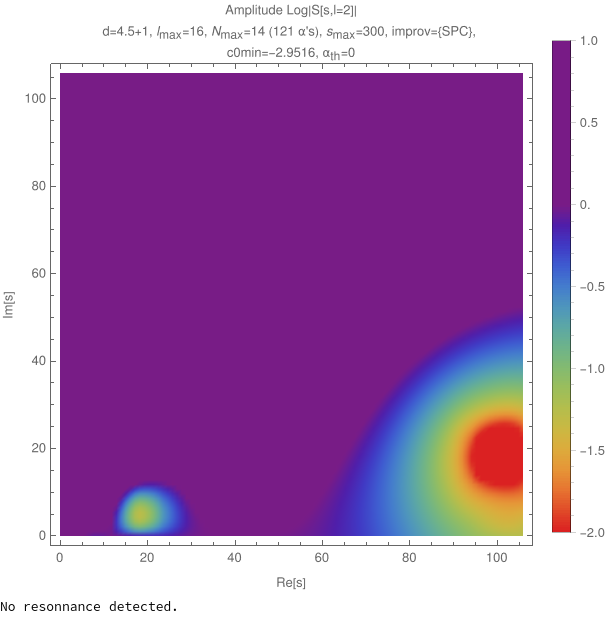 Amplitude Log|S[s,l=2]|
d=4.5+1, lmax=16, Nmax=14 (121 α's), smax=300, improv={SPC},
c0min=−2.9516, αth=0
1.0
0.5
0.
−0.5
−1.0
−1.5
−2.0
100
80
60
40
20
0
Im[s]
0 20 40 60 80 100
Re[s]
No resonnance detected.